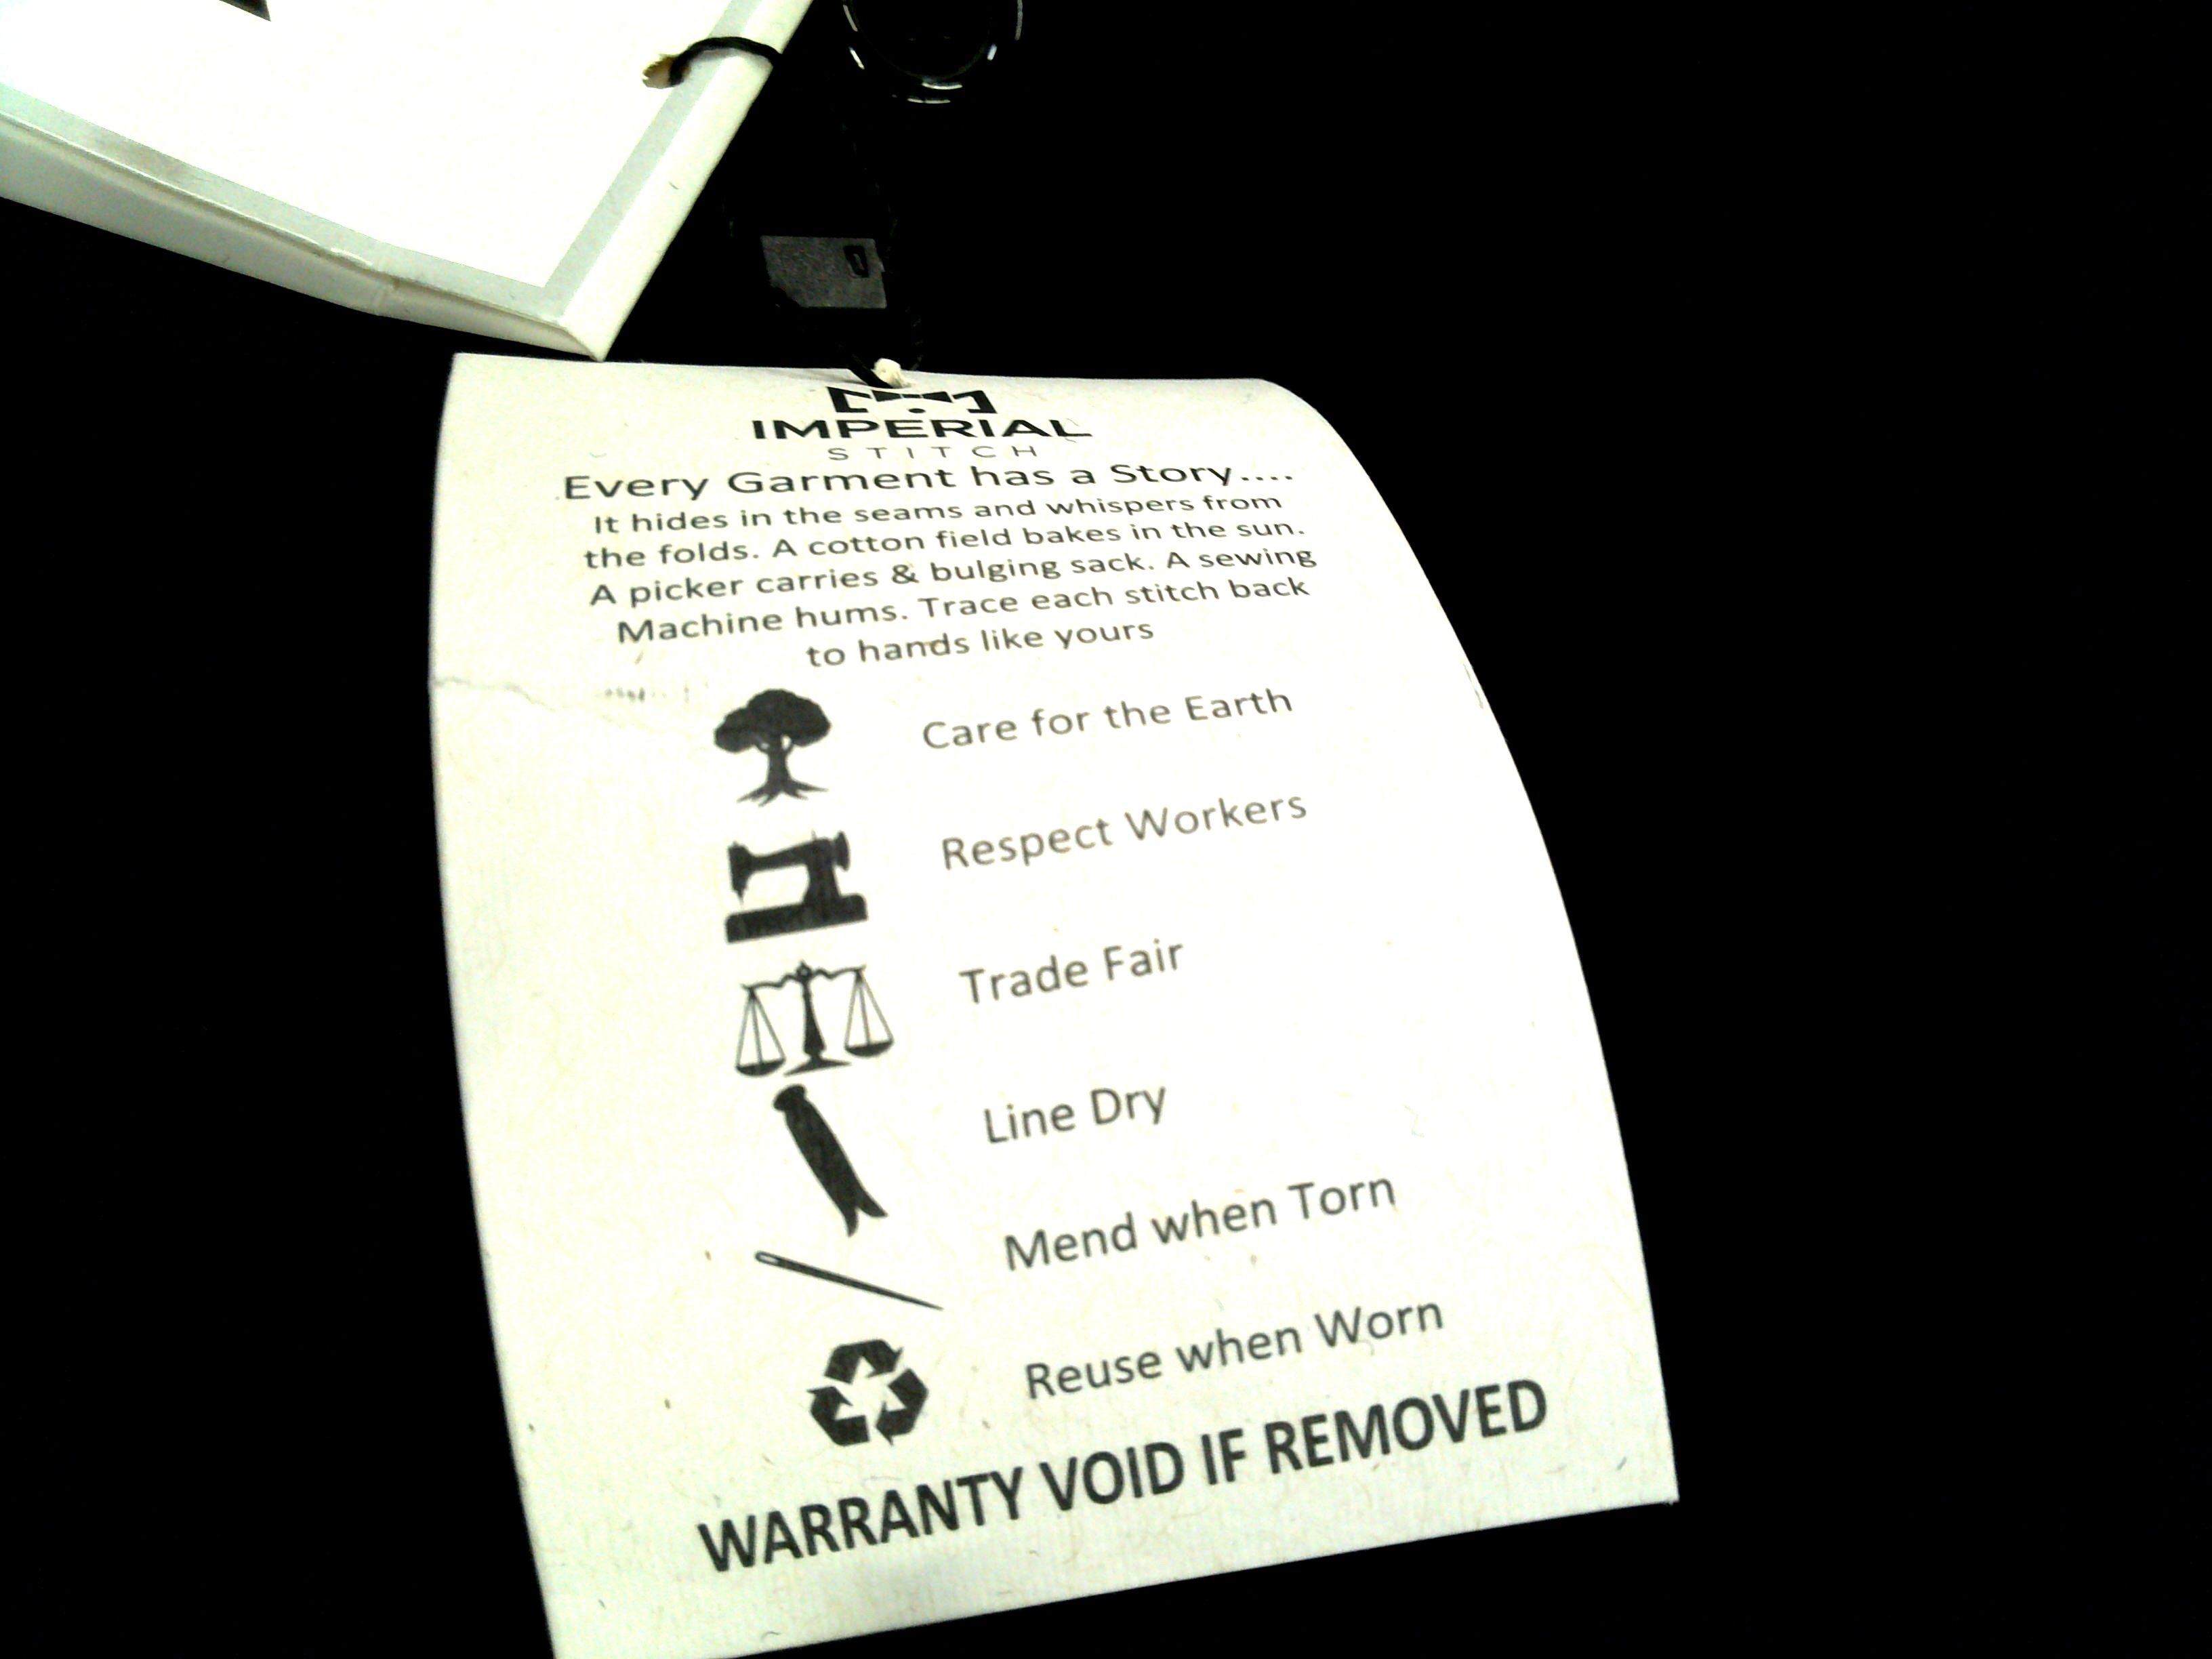 IMPERIAL
STITCH
Every Garment has a Story....
It hides in the seams and whispers from
the folds. A cotton field bakes in the sun.
A picker carries & bulging sack. A sewing
Machine hums. Trace each stitch back
to hands like yours
Care for the Earth
Respect Workers
Trade Fair
Line Dry
Mend when Torn
Reuse when Worn
WARRANTY VOID IF REMOVED